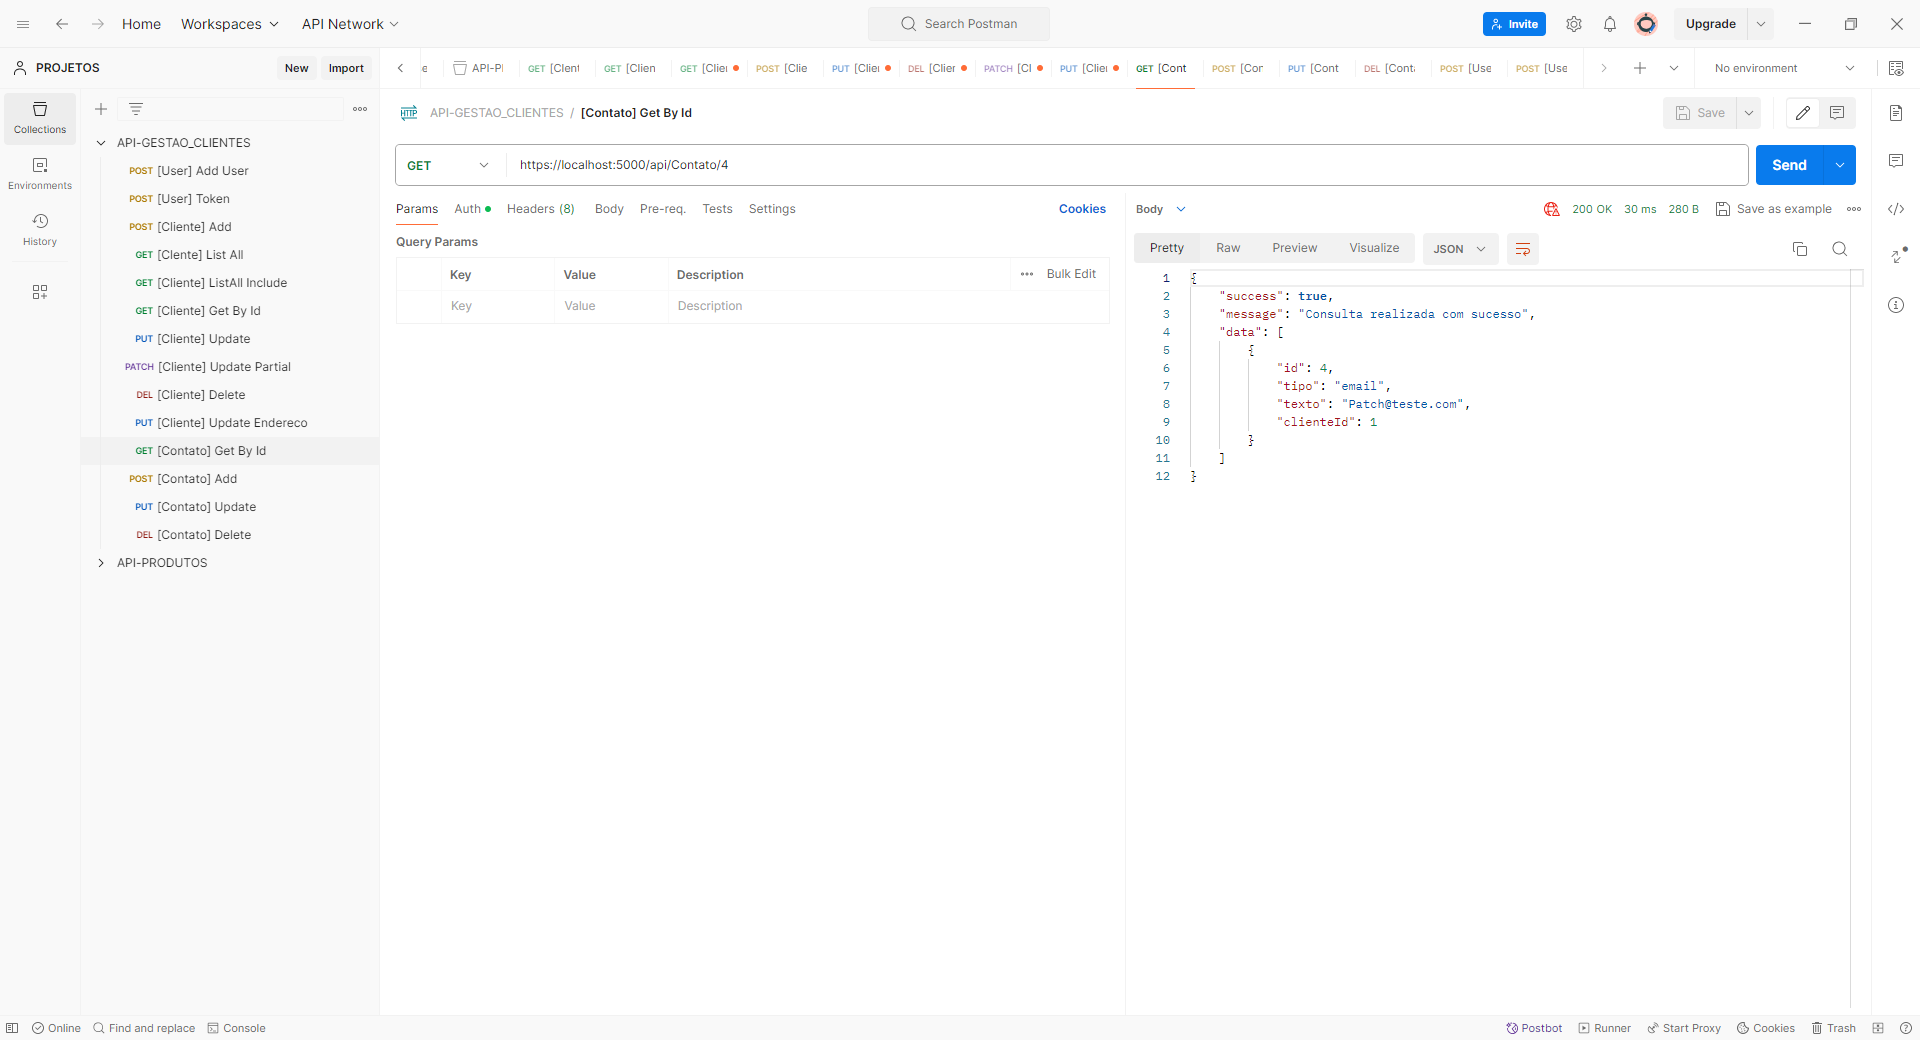 Home Workspaces API Network Search Postman Invite Upgrade
PROJETOS New Import
e API-PI GET [Client GET [Clien GET [Clien POST [Clie PUT [Clien DEL [Clien PATCH [Cl PUT [Clien GET [Cont POST [Con PUT [Cont DEL [Cont POST [Use POST [Use No environment
Collections
Environments
History
API-GESTAO_CLIENTES
POST [User] Add User
POST [User] Token
POST [Cliente] Add
GET [Clente] List All
GET [Cliente] ListAll Include
GET [Cliente] Get By Id
PUT [Cliente] Update
PATCH [Cliente] Update Partial
DEL [Cliente] Delete
PUT [Cliente] Update Endereco
GET [Contato] Get By Id
POST [Contato] Add
PUT [Contato] Update
DEL [Contato] Delete
API-PRODUTOS
HTTP API-GESTAO_CLIENTES / [Contato] Get By Id Save
GET https://localhost:5000/api/Contato/4 Send
Params Auth Headers (8) Body Pre-req. Tests Settings Cookies
Query Params
Key Value Description Bulk Edit
Key Value Description
Body 200 OK 30 ms 280 B Save as example
Pretty Raw Preview Visualize JSON
1 {
2 "success": true,
3 "message": "Consulta realizada com sucesso",
4 "data": [
5 {
6 "id": 4,
7 "tipo": "email",
8 "texto": "Patch@teste.com",
9 "clienteId": 1
10 }
11 ]
12 }
Online Find and replace Console Postbot Runner Start Proxy Cookies Trash